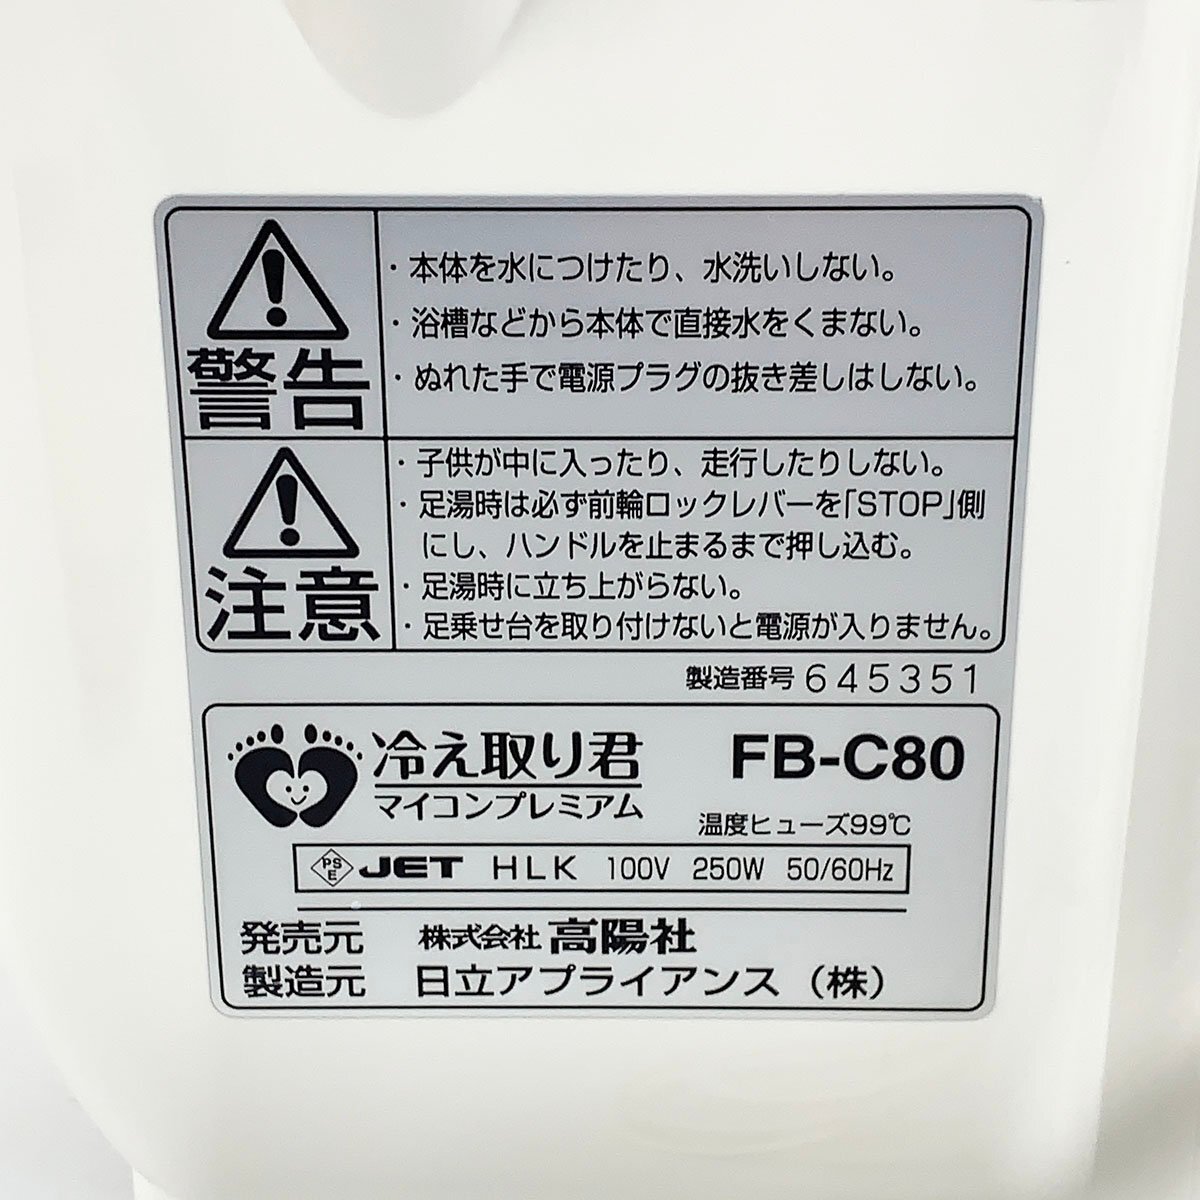 警告
・本体を水につけたり、水洗いしない。
・浴槽などから本体で直接水をくまない。
・ぬれた手で電源プラグの抜き差しはしない。
注意
・子供が中に入ったり、走行したりしない。
・足湯時は必ず前輪ロックレバーを「STOP」側
にし、ハンドルを止まるまで押し込む。
・足湯時に立ち上がらない。
・足乗せ台を取り付けないと電源が入りません。
製造番号 645351
冷え取り君 FB-C80
マイコンプレミアム
温度ヒューズ99℃
PSE JET HLK 100V 250W 50/60Hz
発売元 株式会社 高陽社
製造元 日立アプライアンス（株）